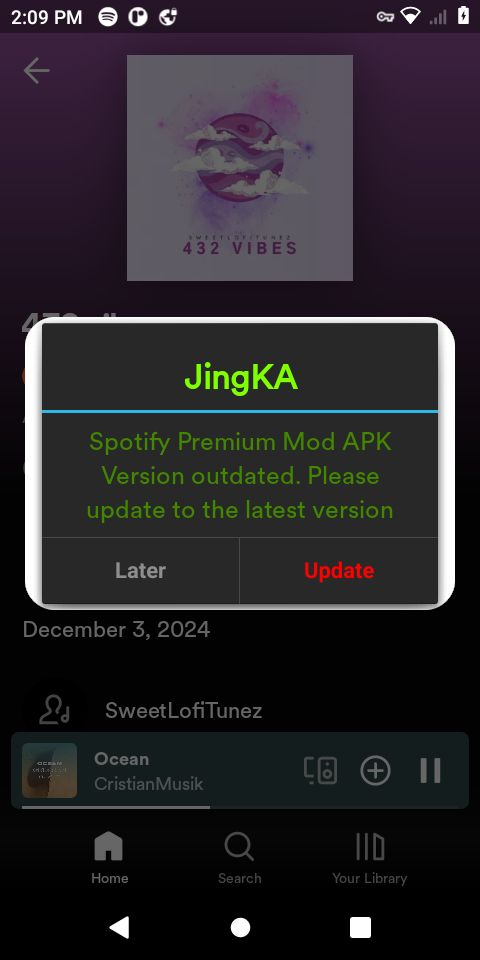 2:09 PM
SWEETLOFITUNEZ
432 VIBES
JingKA
Spotify Premium Mod APK
Version outdated. Please
update to the latest version
Later
Update
December 3, 2024
SweetLofiTunez
Ocean
CristianMusik
Home
Search
Your Library